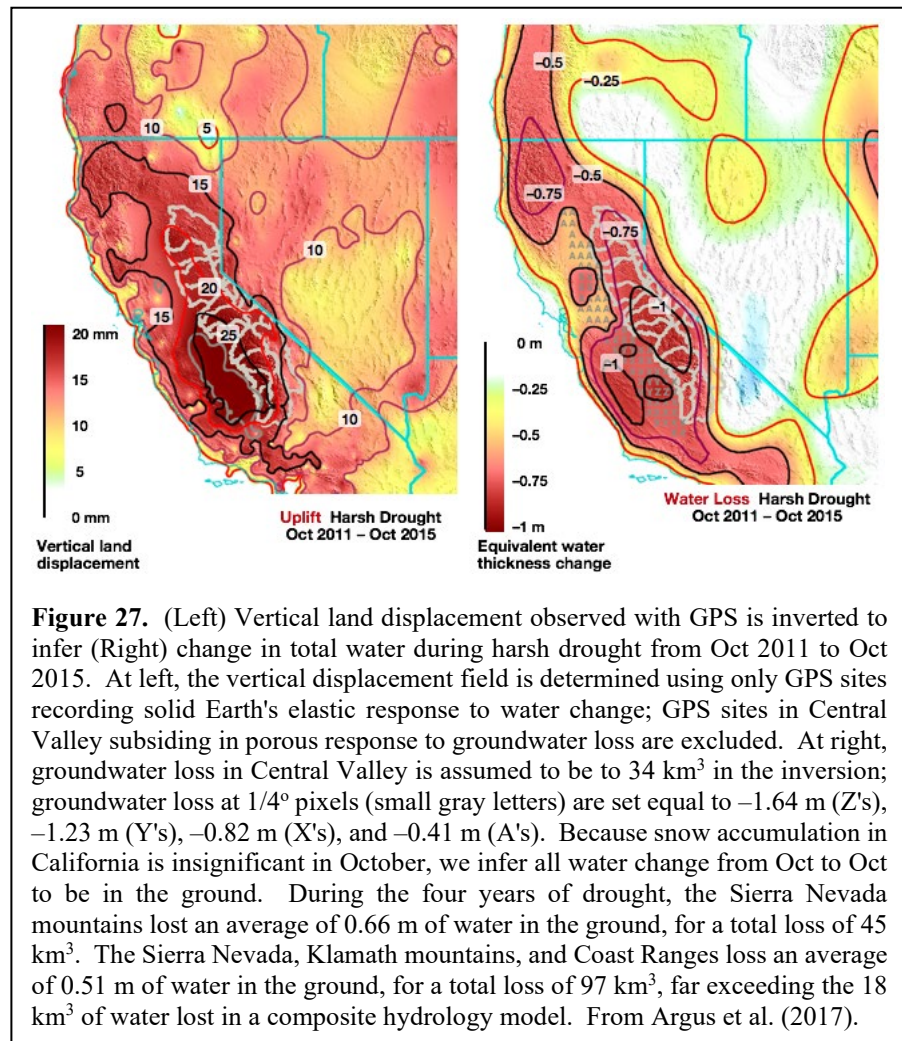 10
5
15
10
20
15
25
10
20 mm
15
10
5
0 mm
Vertical land
displacement
Uplift Harsh Drought
Oct 2011 – Oct 2015
–0.5
–0.25
–0.5
–0.75
–0.75
–1
–1
0 m
–0.25
–0.5
–0.75
–1 m
Equivalent water
thickness change
Water Loss Harsh Drought
Oct 2011 – Oct 2015
Figure 27. (Left) Vertical land displacement observed with GPS is inverted to
infer (Right) change in total water during harsh drought from Oct 2011 to Oct
2015. At left, the vertical displacement field is determined using only GPS sites
recording solid Earth's elastic response to water change; GPS sites in Central
Valley subsiding in porous response to groundwater loss are excluded. At right,
groundwater loss in Central Valley is assumed to be to 34 km³ in the inversion;
groundwater loss at 1/4º pixels (small gray letters) are set equal to –1.64 m (Z's),
–1.23 m (Y's), –0.82 m (X's), and –0.41 m (A's). Because snow accumulation in
California is insignificant in October, we infer all water change from Oct to Oct
to be in the ground. During the four years of drought, the Sierra Nevada
mountains lost an average of 0.66 m of water in the ground, for a total loss of 45
km³. The Sierra Nevada, Klamath mountains, and Coast Ranges loss an average
of 0.51 m of water in the ground, for a total loss of 97 km³, far exceeding the 18
km³ of water lost in a composite hydrology model. From Argus et al. (2017).